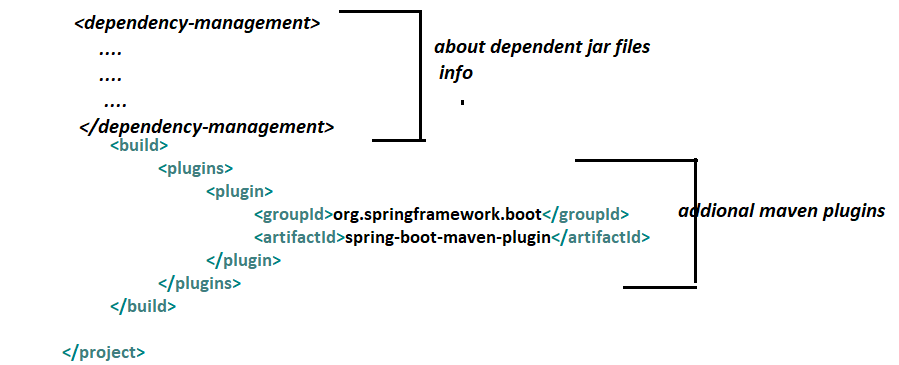 <dependency-management>
....
....
....
</dependency-management>
about dependent jar files
info
.
<build>
<plugins>
<plugin>
<groupId>org.springframework.boot</groupId>
<artifactId>spring-boot-maven-plugin</artifactId>
</plugin>
</plugins>
</build>
addional maven plugins
</project>